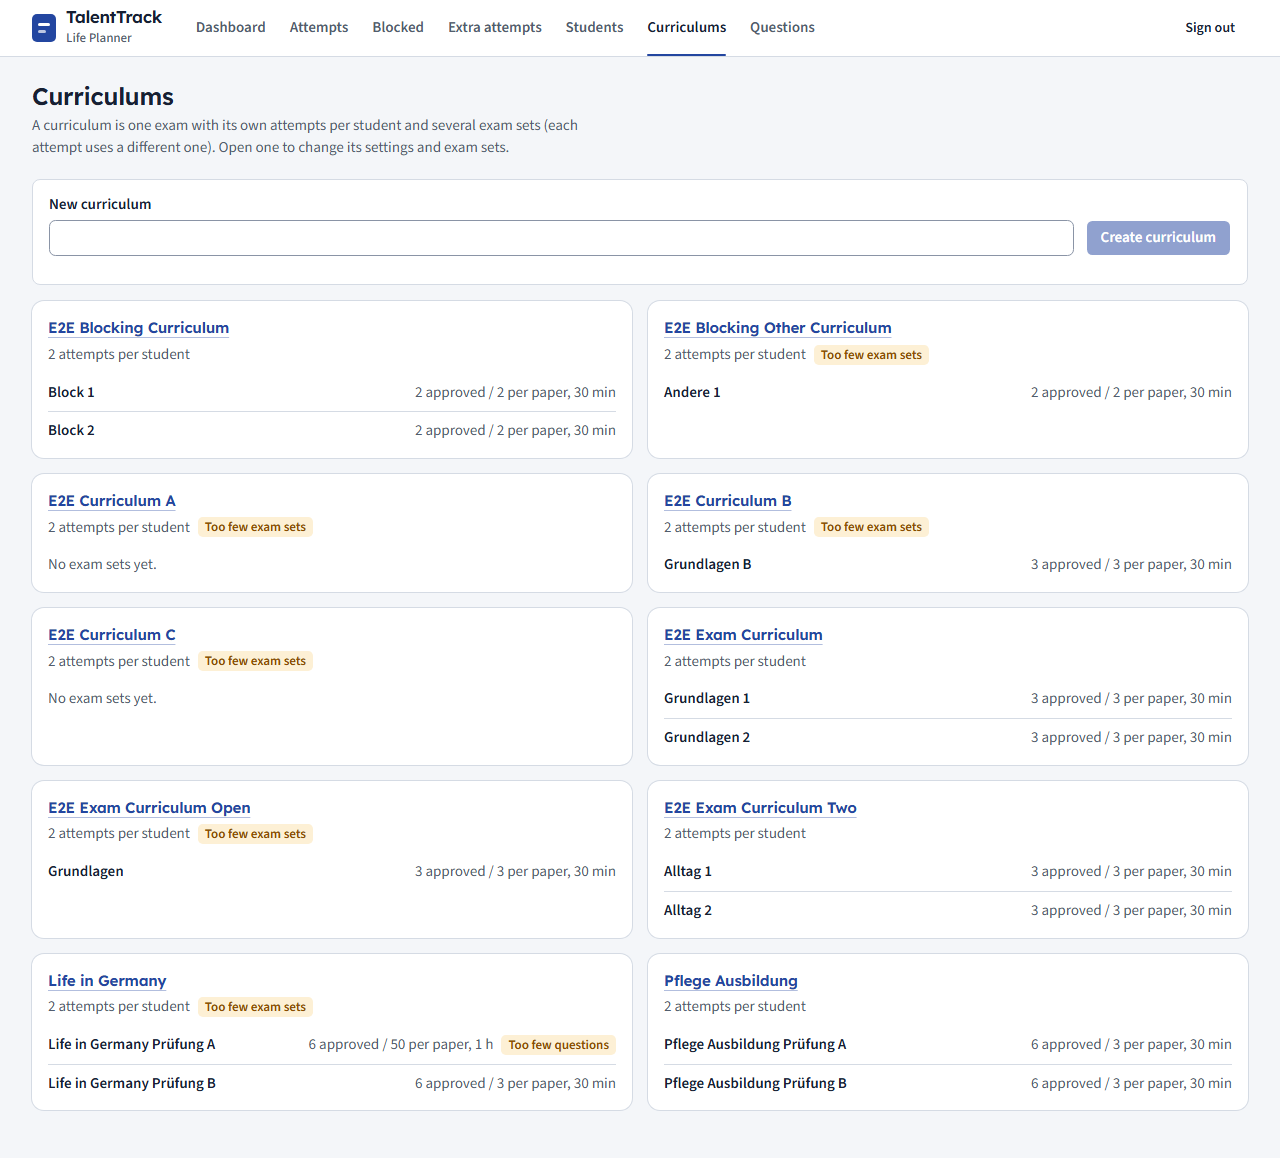 TalentTrack
Life Planner
Dashboard
Attempts
Blocked
Extra attempts
Students
Curriculums
Questions
Sign out
Curriculums
A curriculum is one exam with its own attempts per student and several exam sets (each
attempt uses a different one). Open one to change its settings and exam sets.
New curriculum
Create curriculum
E2E Blocking Curriculum
2 attempts per student
Block 1 2 approved / 2 per paper, 30 min
Block 2 2 approved / 2 per paper, 30 min
E2E Blocking Other Curriculum
2 attempts per student Too few exam sets
Andere 1 2 approved / 2 per paper, 30 min
E2E Curriculum A
2 attempts per student Too few exam sets
No exam sets yet.
E2E Curriculum B
2 attempts per student Too few exam sets
Grundlagen B 3 approved / 3 per paper, 30 min
E2E Curriculum C
2 attempts per student Too few exam sets
No exam sets yet.
E2E Exam Curriculum
2 attempts per student
Grundlagen 1 3 approved / 3 per paper, 30 min
Grundlagen 2 3 approved / 3 per paper, 30 min
E2E Exam Curriculum Open
2 attempts per student Too few exam sets
Grundlagen 3 approved / 3 per paper, 30 min
E2E Exam Curriculum Two
2 attempts per student
Alltag 1 3 approved / 3 per paper, 30 min
Alltag 2 3 approved / 3 per paper, 30 min
Life in Germany
2 attempts per student Too few exam sets
Life in Germany Prüfung A 6 approved / 50 per paper, 1 h Too few questions
Life in Germany Prüfung B 6 approved / 3 per paper, 30 min
Pflege Ausbildung
2 attempts per student
Pflege Ausbildung Prüfung A 6 approved / 3 per paper, 30 min
Pflege Ausbildung Prüfung B 6 approved / 3 per paper, 30 min